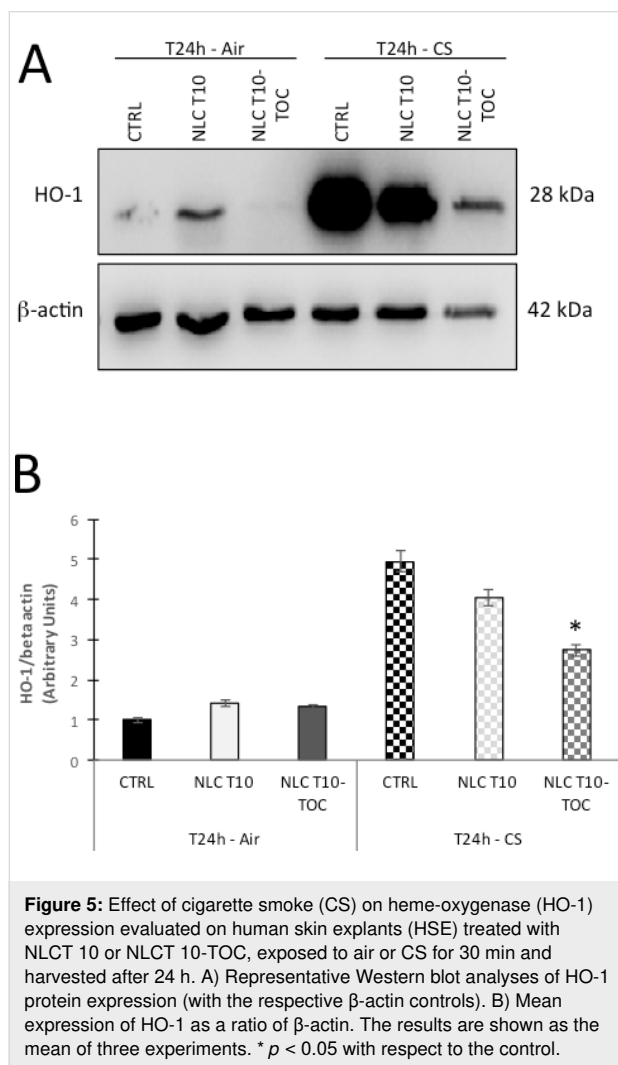 A
T24h - Air
T24h - CS
CTRL
NLC T10
NLC T10-
TOC
CTRL
NLC T10
NLC T10-
TOC
HO-1
28 kDa
β-actin
42 kDa
B
HO-1/beta actin
(Arbitrary Units)
6
5
4
3
2
1
0
*
CTRL
NLC T10
NLC T10-
TOC
CTRL
NLC T10
NLC T10-
TOC
T24h - Air
T24h - CS
Figure 5: Effect of cigarette smoke (CS) on heme-oxygenase (HO-1)
expression evaluated on human skin explants (HSE) treated with
NLCT 10 or NLCT 10-TOC, exposed to air or CS for 30 min and
harvested after 24 h. A) Representative Western blot analyses of HO-1
protein expression (with the respective β-actin controls). B) Mean
expression of HO-1 as a ratio of β-actin. The results are shown as the
mean of three experiments. * p < 0.05 with respect to the control.